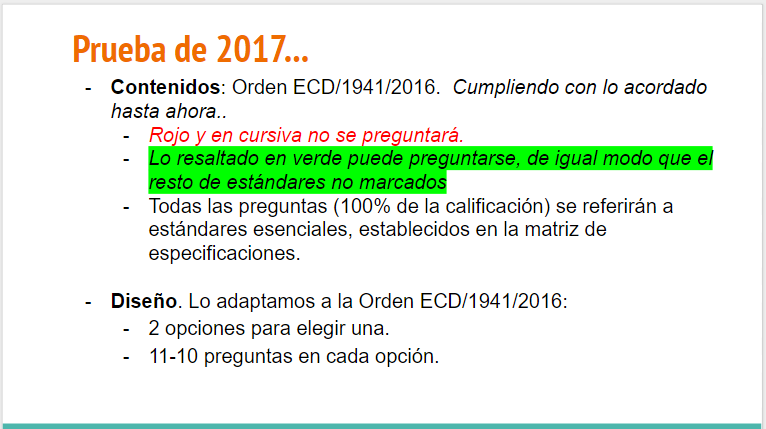 Prueba de 2017...
- Contenidos: Orden ECD/1941/2016. Cumpliendo con lo acordado
hasta ahora..
- Rojo y en cursiva no se preguntará.
- Lo resaltado en verde puede preguntarse, de igual modo que el
resto de estándares no marcados
- Todas las preguntas (100% de la calificación) se referirán a
estándares esenciales, establecidos en la matriz de
especificaciones.
- Diseño. Lo adaptamos a la Orden ECD/1941/2016:
- 2 opciones para elegir una.
- 11-10 preguntas en cada opción.